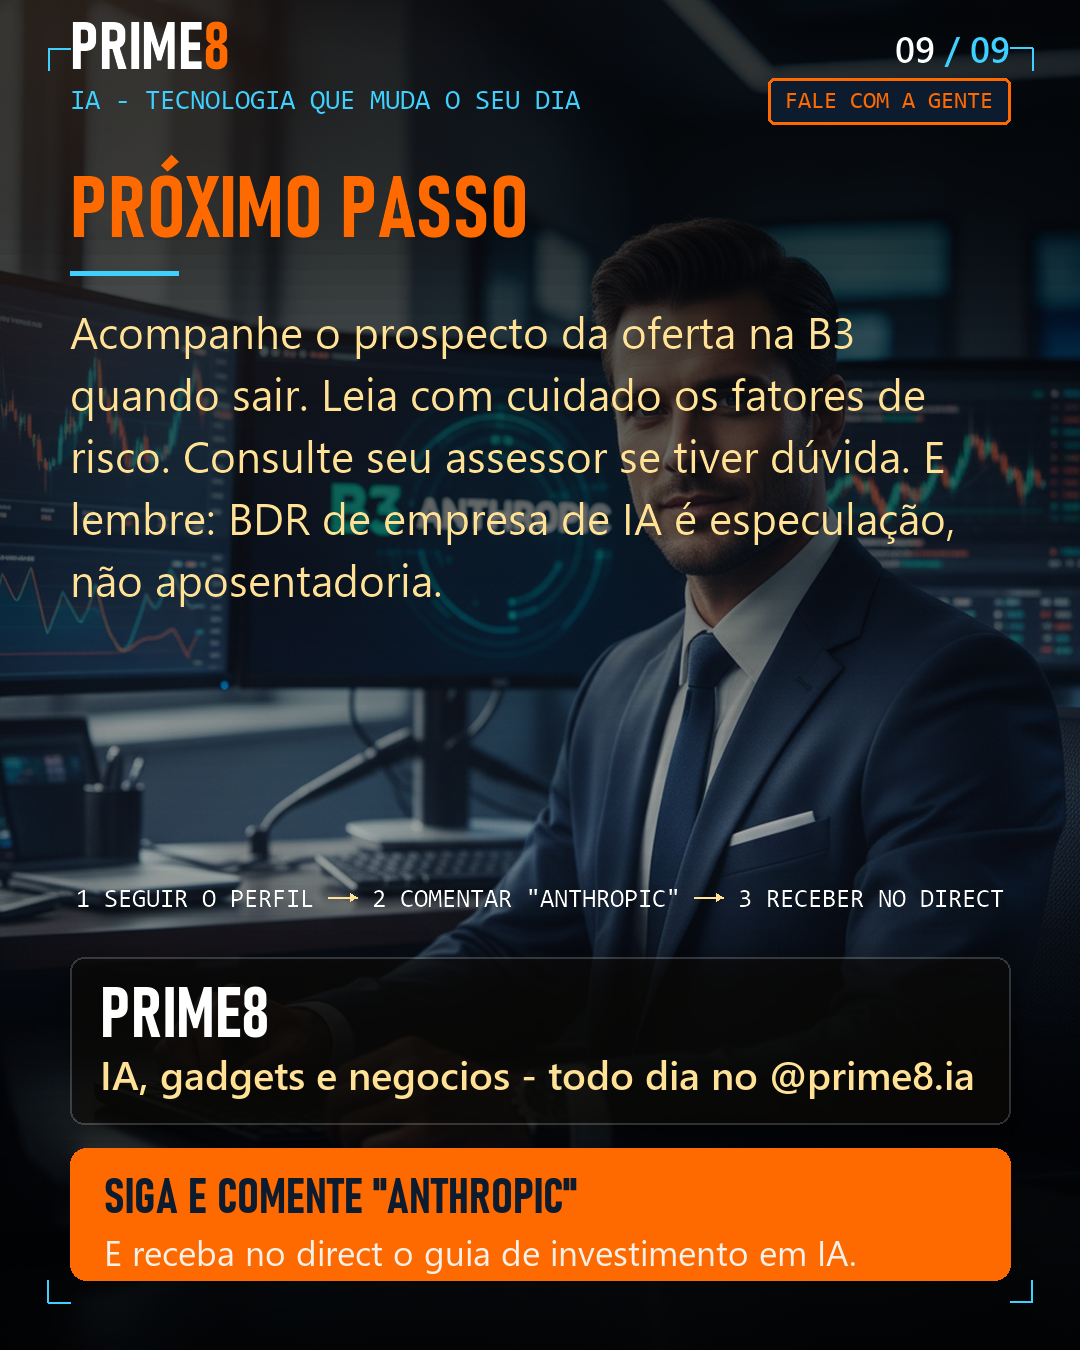 PRIME8
09 / 09
IA - TECNOLOGIA QUE MUDA O SEU DIA
FALE COM A GENTE
PRÓXIMO PASSO
Acompanhe o prospecto da oferta na B3
quando sair. Leia com cuidado os fatores de
risco. Consulte seu assessor se tiver dúvida. E
lembre: BDR de empresa de IA é especulação,
não aposentadoria.
B3 ANTHROPIC
1 SEGUIR O PERFIL → 2 COMENTAR "ANTHROPIC" → 3 RECEBER NO DIRECT
PRIME8
IA, gadgets e negocios - todo dia no @prime8.ia
SIGA E COMENTE "ANTHROPIC"
E receba no direct o guia de investimento em IA.